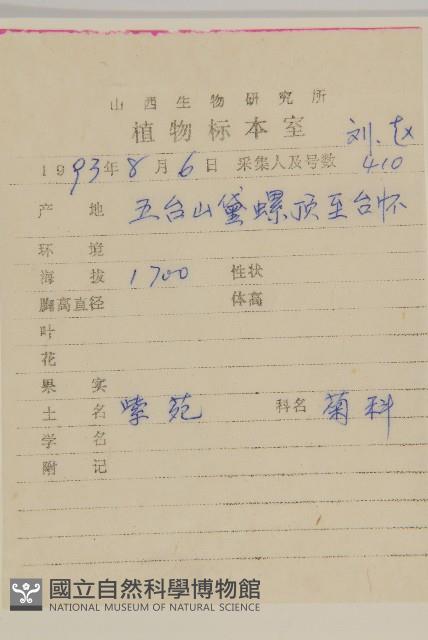 山西生物研究所
植物标本室
刘、赵
1993年8月6日 采集人及号数 410
产地 五台山黛螺顶至台怀
环境
海拔 1700 性状
胸高直径 体高
叶
花
果实
土名 紫苑 科名 菊科
学名
附记
國立自然科學博物館
NATIONAL MUSEUM OF NATURAL SCIENCE